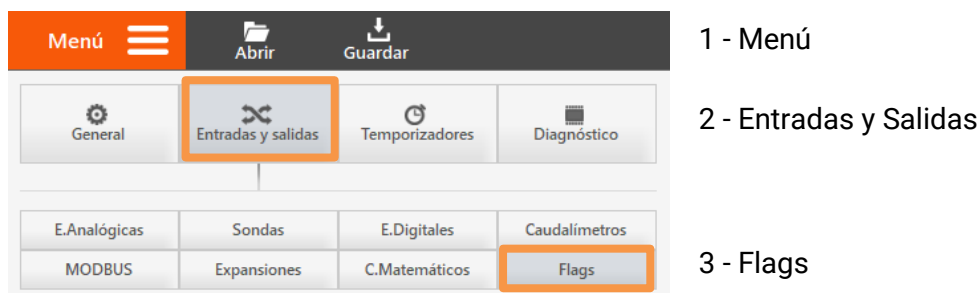 Menú
Abrir
Guardar
1 - Menú
General
Entradas y salidas
Temporizadores
Diagnóstico
2 - Entradas y Salidas
E.Analógicas
Sondas
E.Digitales
Caudalímetros
MODBUS
Expansiones
C.Matemáticos
Flags
3 - Flags